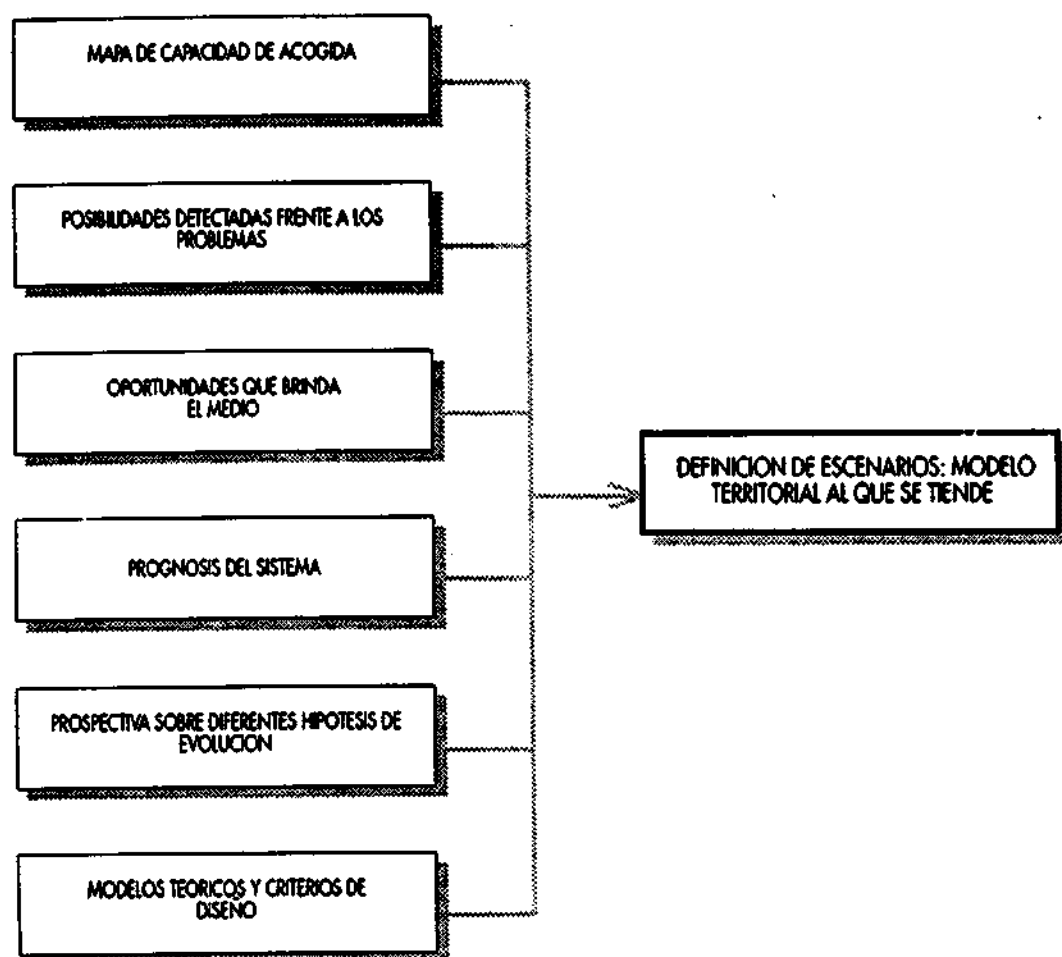 MAPA DE CAPACIDAD DE ACOGIDA
POSIBILIDADES DETECTADAS FRENTE A LOS
PROBLEMAS
OPORTUNIDADES QUE BRINDA
EL MEDIO
PROGNOSIS DEL SISTEMA
PROSPECTIVA SOBRE DIFERENTES HIPOTESIS DE
EVOLUCION
MODELOS TEORICOS Y CRITERIOS DE
DISEÑO
DEFINICION DE ESCENARIOS: MODELO
TERRITORIAL AL QUE SE TIENDE